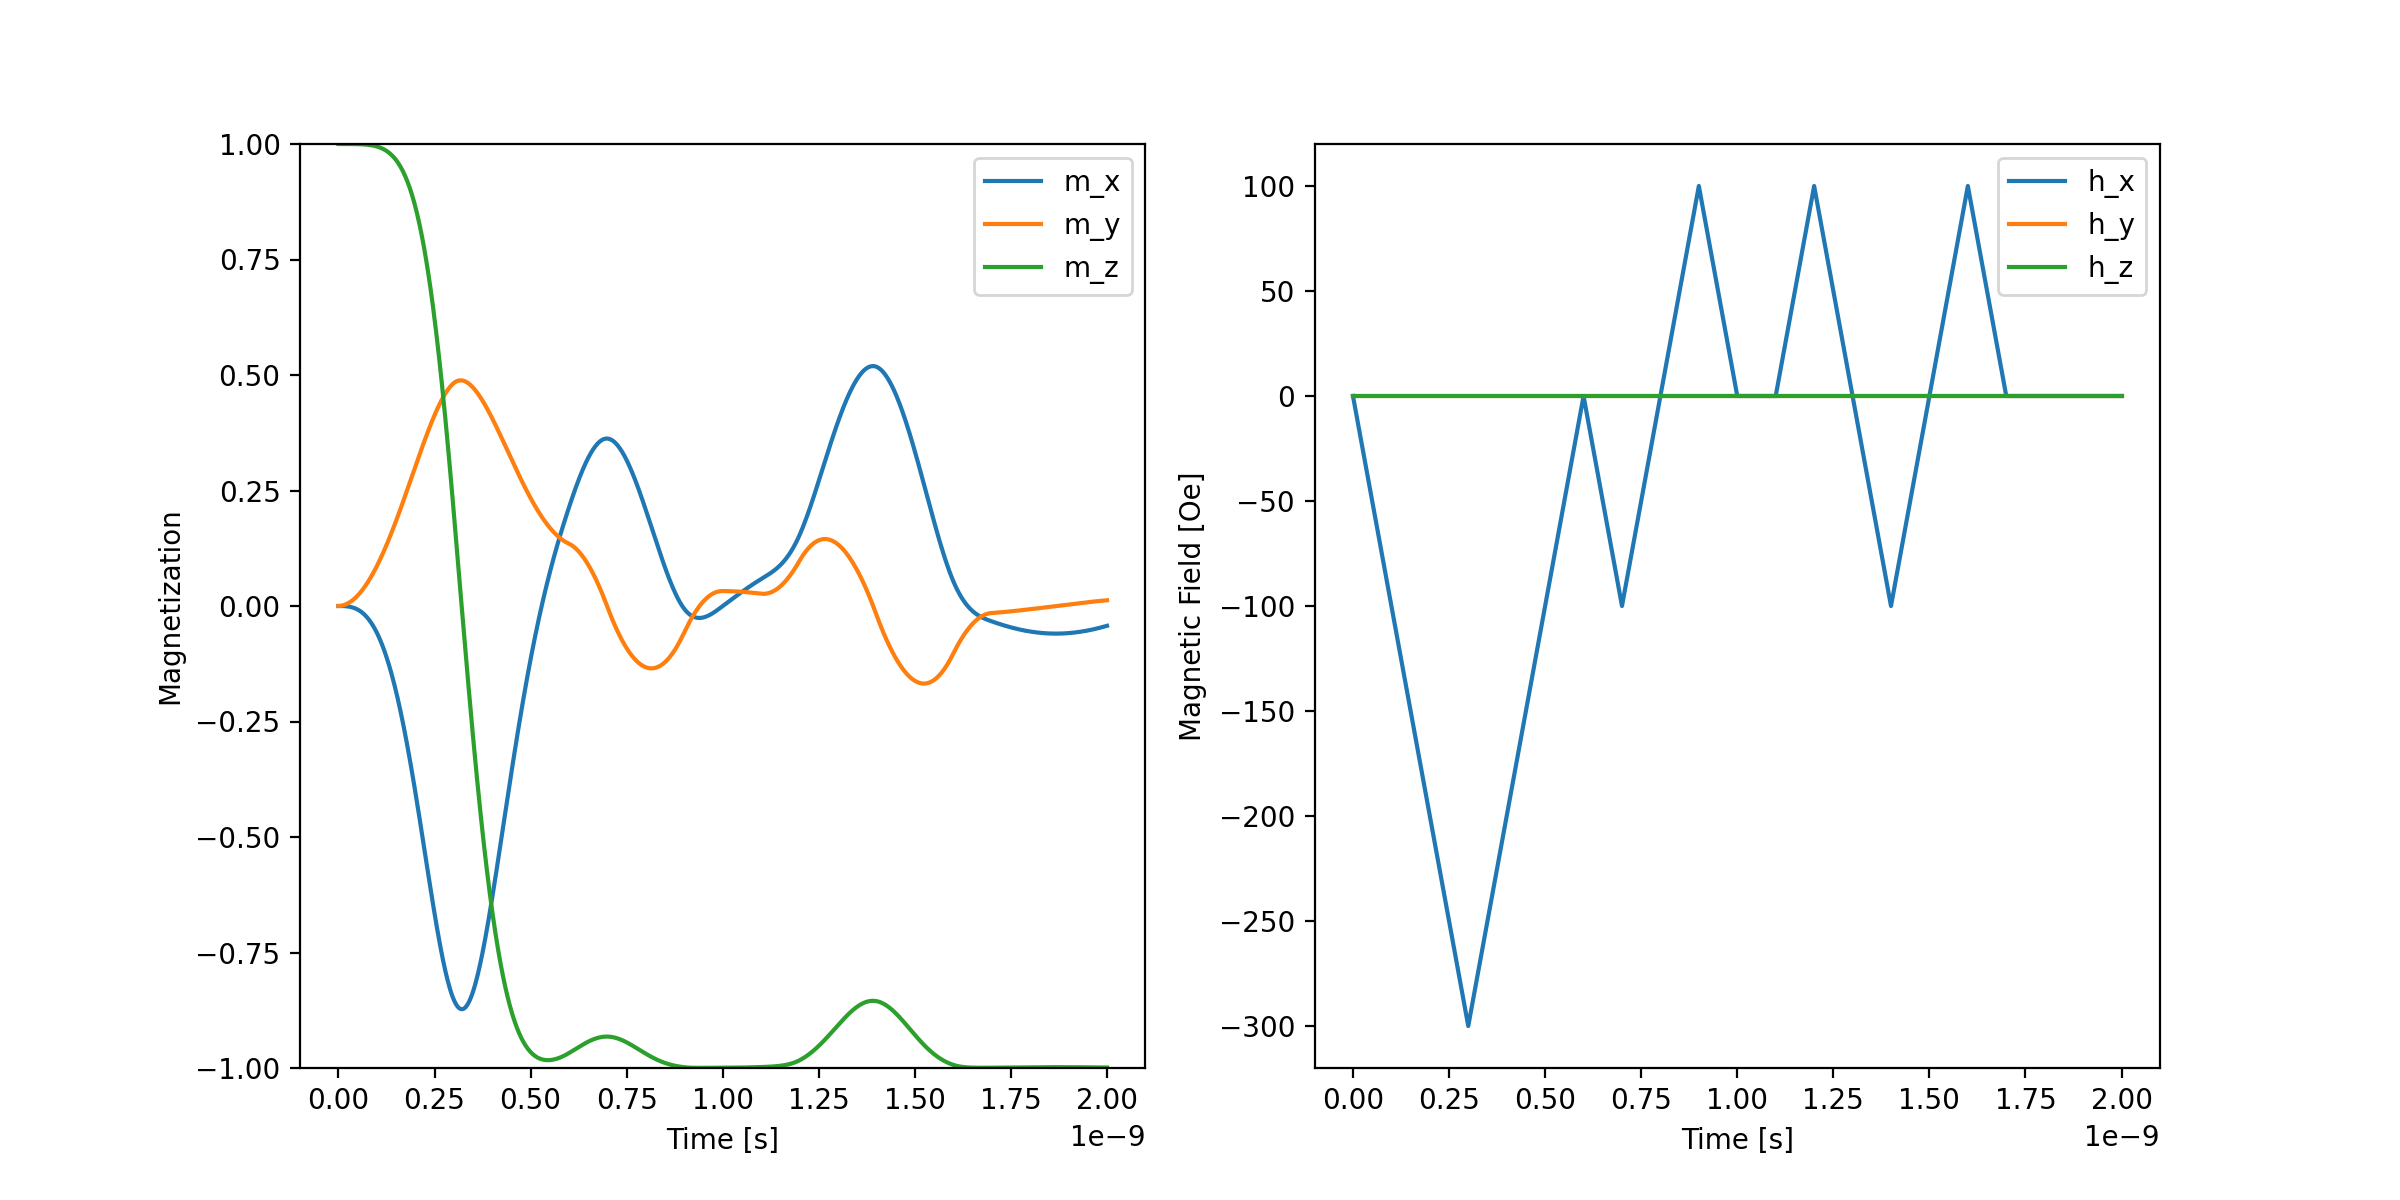 1.00
0.75
0.50
0.25
0.00
−0.25
−0.50
−0.75
−1.00
Magnetization
0.00 0.25 0.50 0.75 1.00 1.25 1.50 1.75 2.00
Time [s]
1e−9
m_x
m_y
m_z
100
50
0
−50
−100
−150
−200
−250
−300
Magnetic Field [Oe]
0.00 0.25 0.50 0.75 1.00 1.25 1.50 1.75 2.00
Time [s]
1e−9
h_x
h_y
h_z